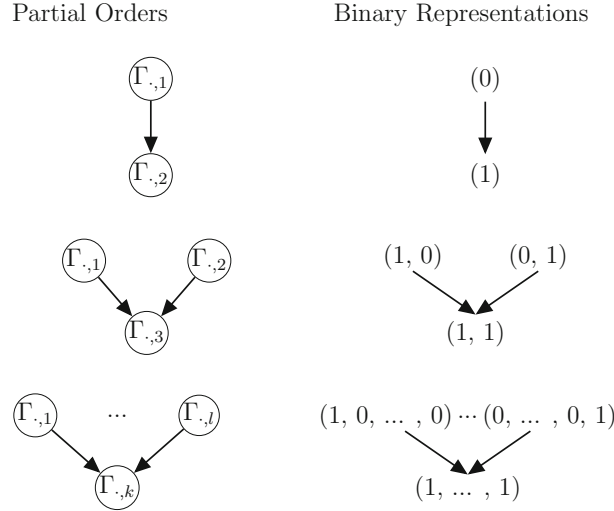 Partial Orders Binary Representations
Γ·,1 (0)
Γ·,2 (1)
Γ·,1 Γ·,2 (1, 0) (0, 1)
Γ·,3 (1, 1)
Γ·,1 ... Γ·,l (1, 0, ... , 0) ... (0, ... , 0, 1)
Γ·,k (1, ... , 1)